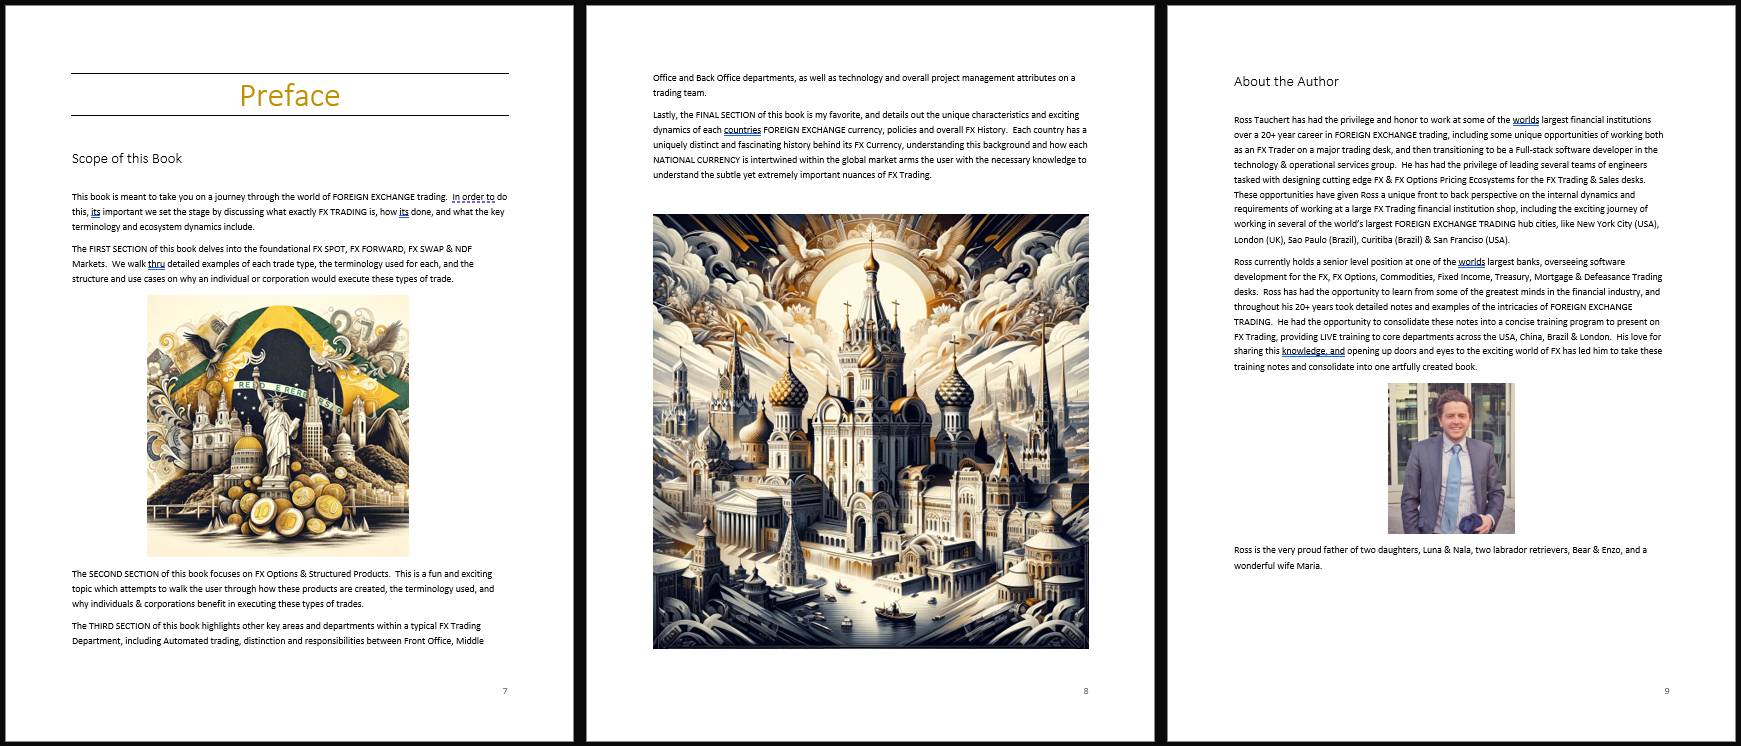 Preface
Scope of this Book
This book is meant to take you on a journey through the world of FOREIGN EXCHANGE trading.  In order to do
this, its important we set the stage by discussing what exactly FX TRADING is, how its done, and what the key
terminology and ecosystem dynamics include.
The FIRST SECTION of this book delves into the foundational FX SPOT, FX FORWARD, FX SWAP & NDF
Markets.  We walk thru detailed examples of each trade type, the terminology used for each, and the
structure and use cases on why an individual or corporation would execute these types of trade.
The SECOND SECTION of this book focuses on FX Options & Structured Products.  This is a fun and exciting
topic which attempts to walk the user through how these products are created, the terminology used, and
why individuals & corporations benefit in executing these types of trades.
The THIRD SECTION of this book highlights other key areas and departments within a typical FX Trading
Department, including Automated trading, distinction and responsibilities between Front Office, Middle
7
Office and Back Office departments, as well as technology and overall project management attributes on a
trading team.
Lastly, the FINAL SECTION of this book is my favorite, and details out the unique characteristics and exciting
dynamics of each countries FOREIGN EXCHANGE currency, policies and overall FX History.  Each country has a
uniquely distinct and fascinating history behind its FX Currency, understanding this background and how each
NATIONAL CURRENCY is intertwined within the global market arms the user with the necessary knowledge to
understand the subtle yet extremely important nuances of FX Trading.
8
About the Author
Ross Tauchert has had the privilege and honor to work at some of the worlds largest financial institutions
over a 20+ year career in FOREIGN EXCHANGE trading, including some unique opportunities of working both
as an FX Trader on a major trading desk, and then transitioning to be a Full-stack software developer in the
technology & operational services group.  He has had the privilege of leading several teams of engineers
tasked with designing cutting edge FX & FX Options Pricing Ecosystems for the FX Trading & Sales desks.
These opportunities have given Ross a unique front to back perspective on the internal dynamics and
requirements of working at a large FX Trading financial institution shop, including the exciting journey of
working in several of the world's largest FOREIGN EXCHANGE TRADING hub cities, like New York City (USA),
London (UK), Sao Paulo (Brazil), Curitiba (Brazil) & San Franciso (USA).
Ross currently holds a senior level position at one of the worlds largest banks, overseeing software
development for the FX, FX Options, Commodities, Fixed Income, Treasury, Mortgage & Defeasance Trading
desks.  Ross has had the opportunity to learn from some of the greatest minds in the financial industry, and
throughout his 20+ years took detailed notes and examples of the intricacies of FOREIGN EXCHANGE
TRADING.  He had the opportunity to consolidate these notes into a concise training program to present on
FX Trading, providing LIVE training to core departments across the USA, China, Brazil & London.  His love for
sharing this knowledge, and opening up doors and eyes to the exciting world of FX has led him to take these
training notes and consolidate into one artfully created book.
Ross is the very proud father of two daughters, Luna & Nala, two labrador retrievers, Bear & Enzo, and a
wonderful wife Maria.
9